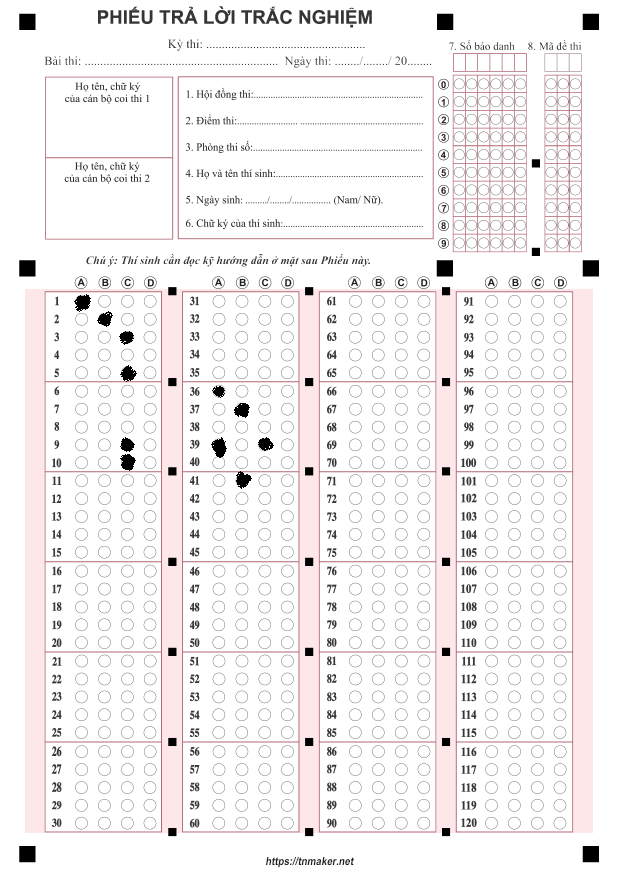 PHIẾU TRẢ LỜI TRẮC NGHIỆM
Kỳ thi: ...................................................
Bài thi: ................................................................ Ngày thi: ......../......../ 20........
7. Số báo danh 8. Mã đề thi
Họ tên, chữ ký
của cán bộ coi thi 1
Họ tên, chữ ký
của cán bộ coi thi 2
1. Hội đồng thi:..........................................................
2. Điểm thi:..................... ..........................................
3. Phòng thi số:..........................................................
4. Họ và tên thí sinh:..................................................
5. Ngày sinh: ......../......../.............. (Nam/ Nữ).
6. Chữ ký của thí sinh:................................................
0
1
2
3
4
5
6
7
8
9
Chú ý: Thí sinh cần đọc kỹ hướng dẫn ở mặt sau Phiếu này.
A B C D A B C D A B C D A B C D
1 31 61 91
2 32 62 92
3 33 63 93
4 34 64 94
5 35 65 95
6 36 66 96
7 37 67 97
8 38 68 98
9 39 69 99
10 40 70 100
11 41 71 101
12 42 72 102
13 43 73 103
14 44 74 104
15 45 75 105
16 46 76 106
17 47 77 107
18 48 78 108
19 49 79 109
20 50 80 110
21 51 81 111
22 52 82 112
23 53 83 113
24 54 84 114
25 55 85 115
26 56 86 116
27 57 87 117
28 58 88 118
29 59 89 119
30 60 90 120
https://tnmaker.net